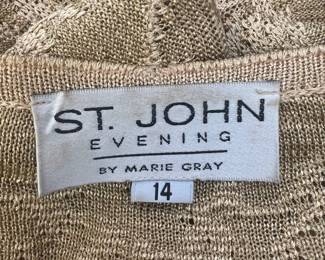 ST. JOHN
EVENING
BY MARIE GRAY
14